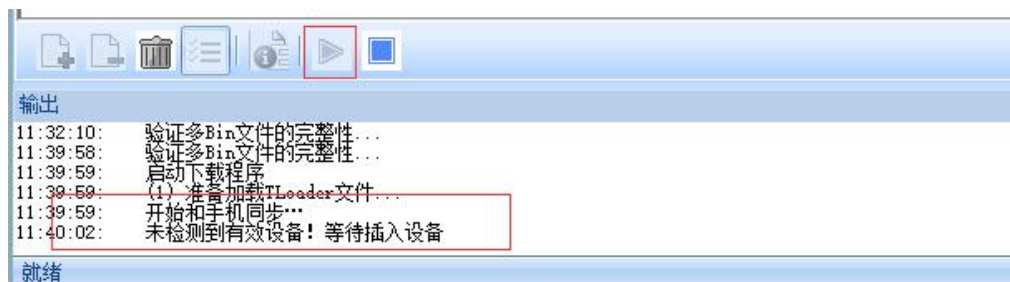 输出
11:32:10: 验证多Bin文件的完整性...
11:39:58: 验证多Bin文件的完整性...
11:39:59: 启动下载程序
11:39:59: (1) 准备加载TLoader文件...
11:39:59: 开始和手机同步…
11:40:02: 未检测到有效设备! 等待插入设备
就绪